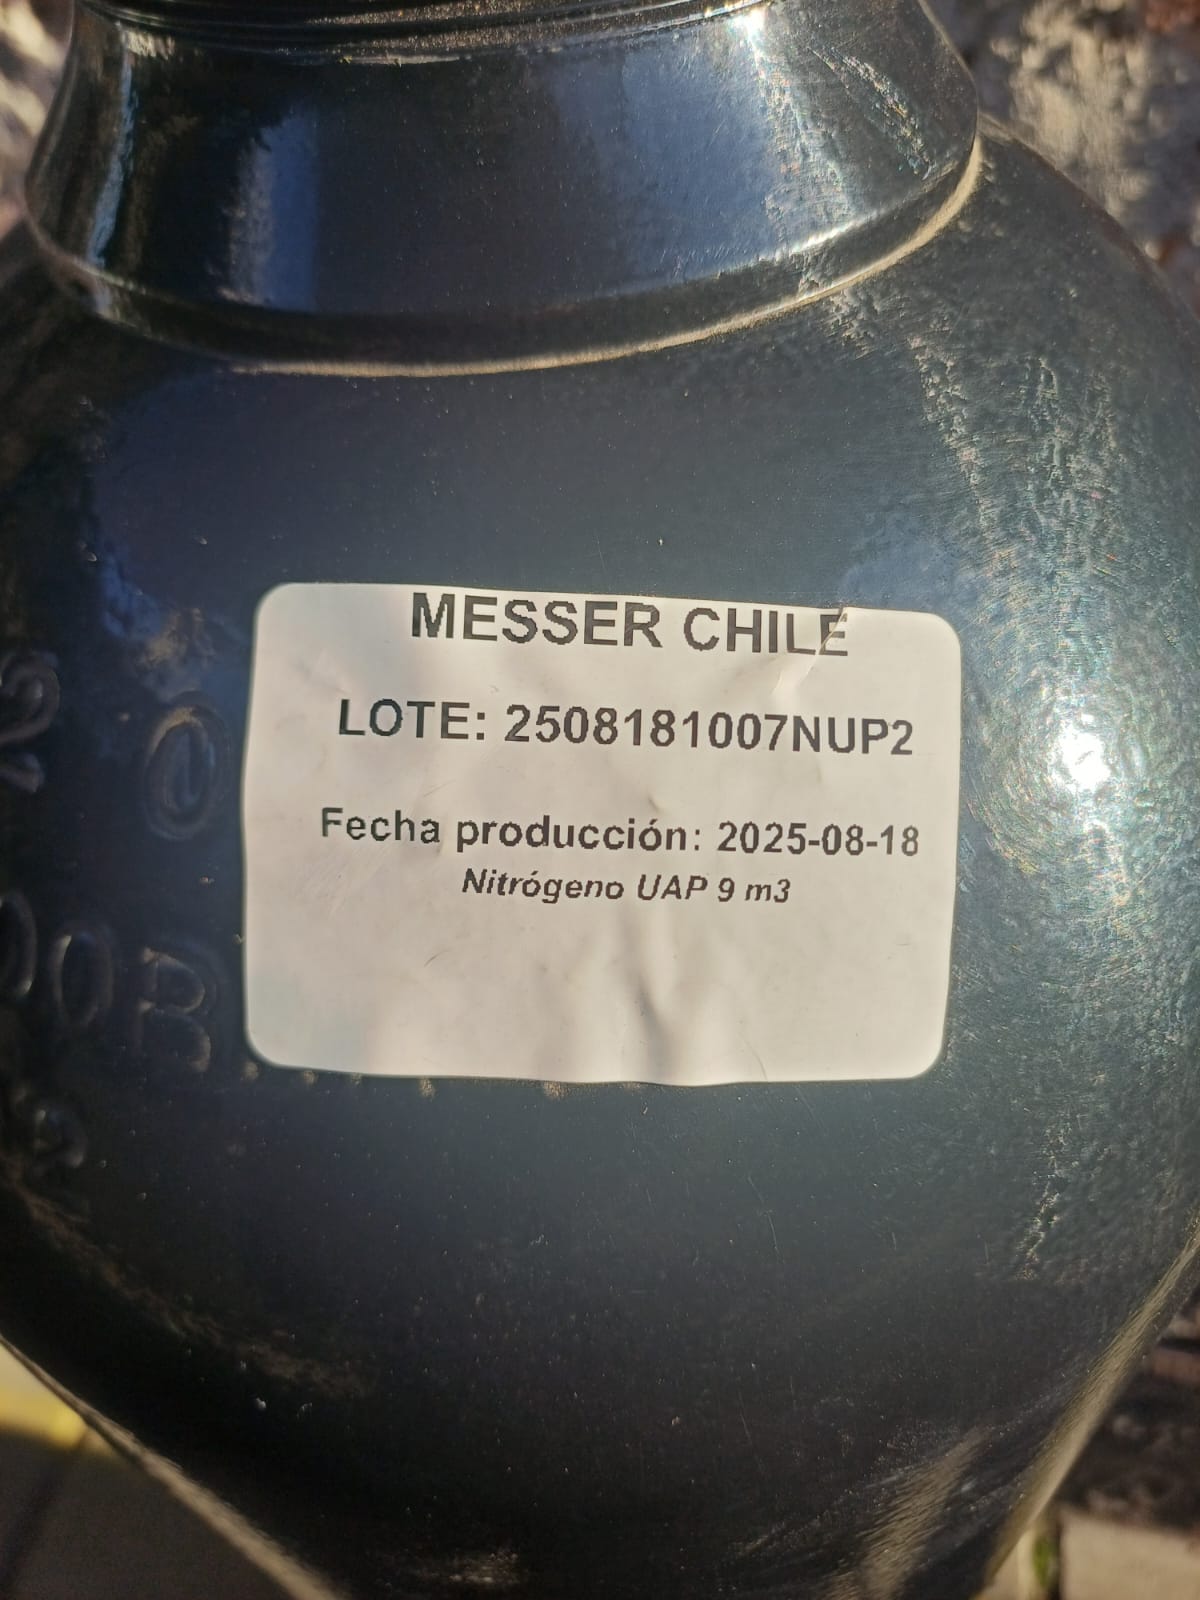 MESSER CHILE
LOTE: 2508181007NUP2
Fecha producción: 2025-08-18
Nitrógeno UAP 9 m3